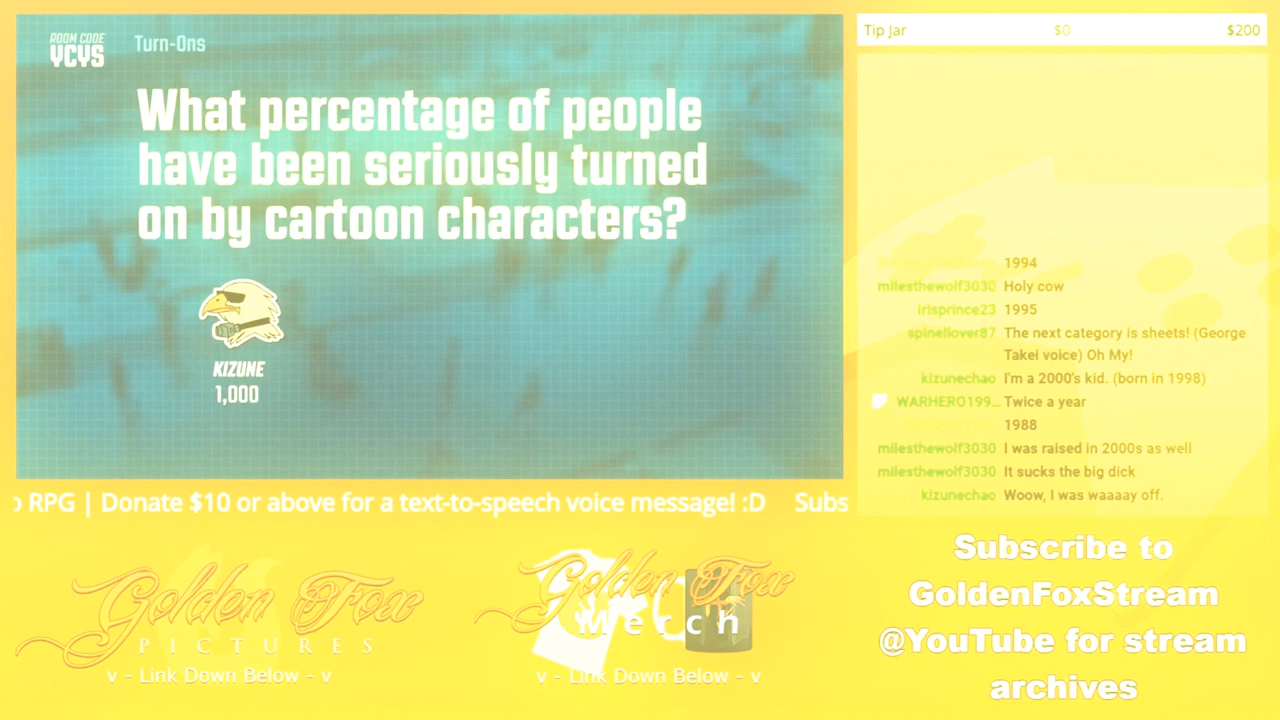 ROOM CODE
YCYS
Turn-Ons
What percentage of people
have been seriously turned
on by cartoon characters?
KIZUNE
1,000
Tip Jar $0 $200
1994
milesthewolf3030 Holy cow
irisprince23 1995
spinellover87 The next category is sheets! (George
Takei voice) Oh My!
kizunechao I'm a 2000's kid. (born in 1998)
WARHERO199... Twice a year
1988
milesthewolf3030 I was raised in 2000s as well
milesthewolf3030 It sucks the big dick
kizunechao Woow, I was waaaay off.
RPG | Donate $10 or above for a text-to-speech voice message! :D Subs
Golden Fox
PICTURES
v - Link Down Below - v
Golden Fox
Merch
v - Link Down Below - v
Subscribe to
GoldenFoxStream
@YouTube for stream
archives